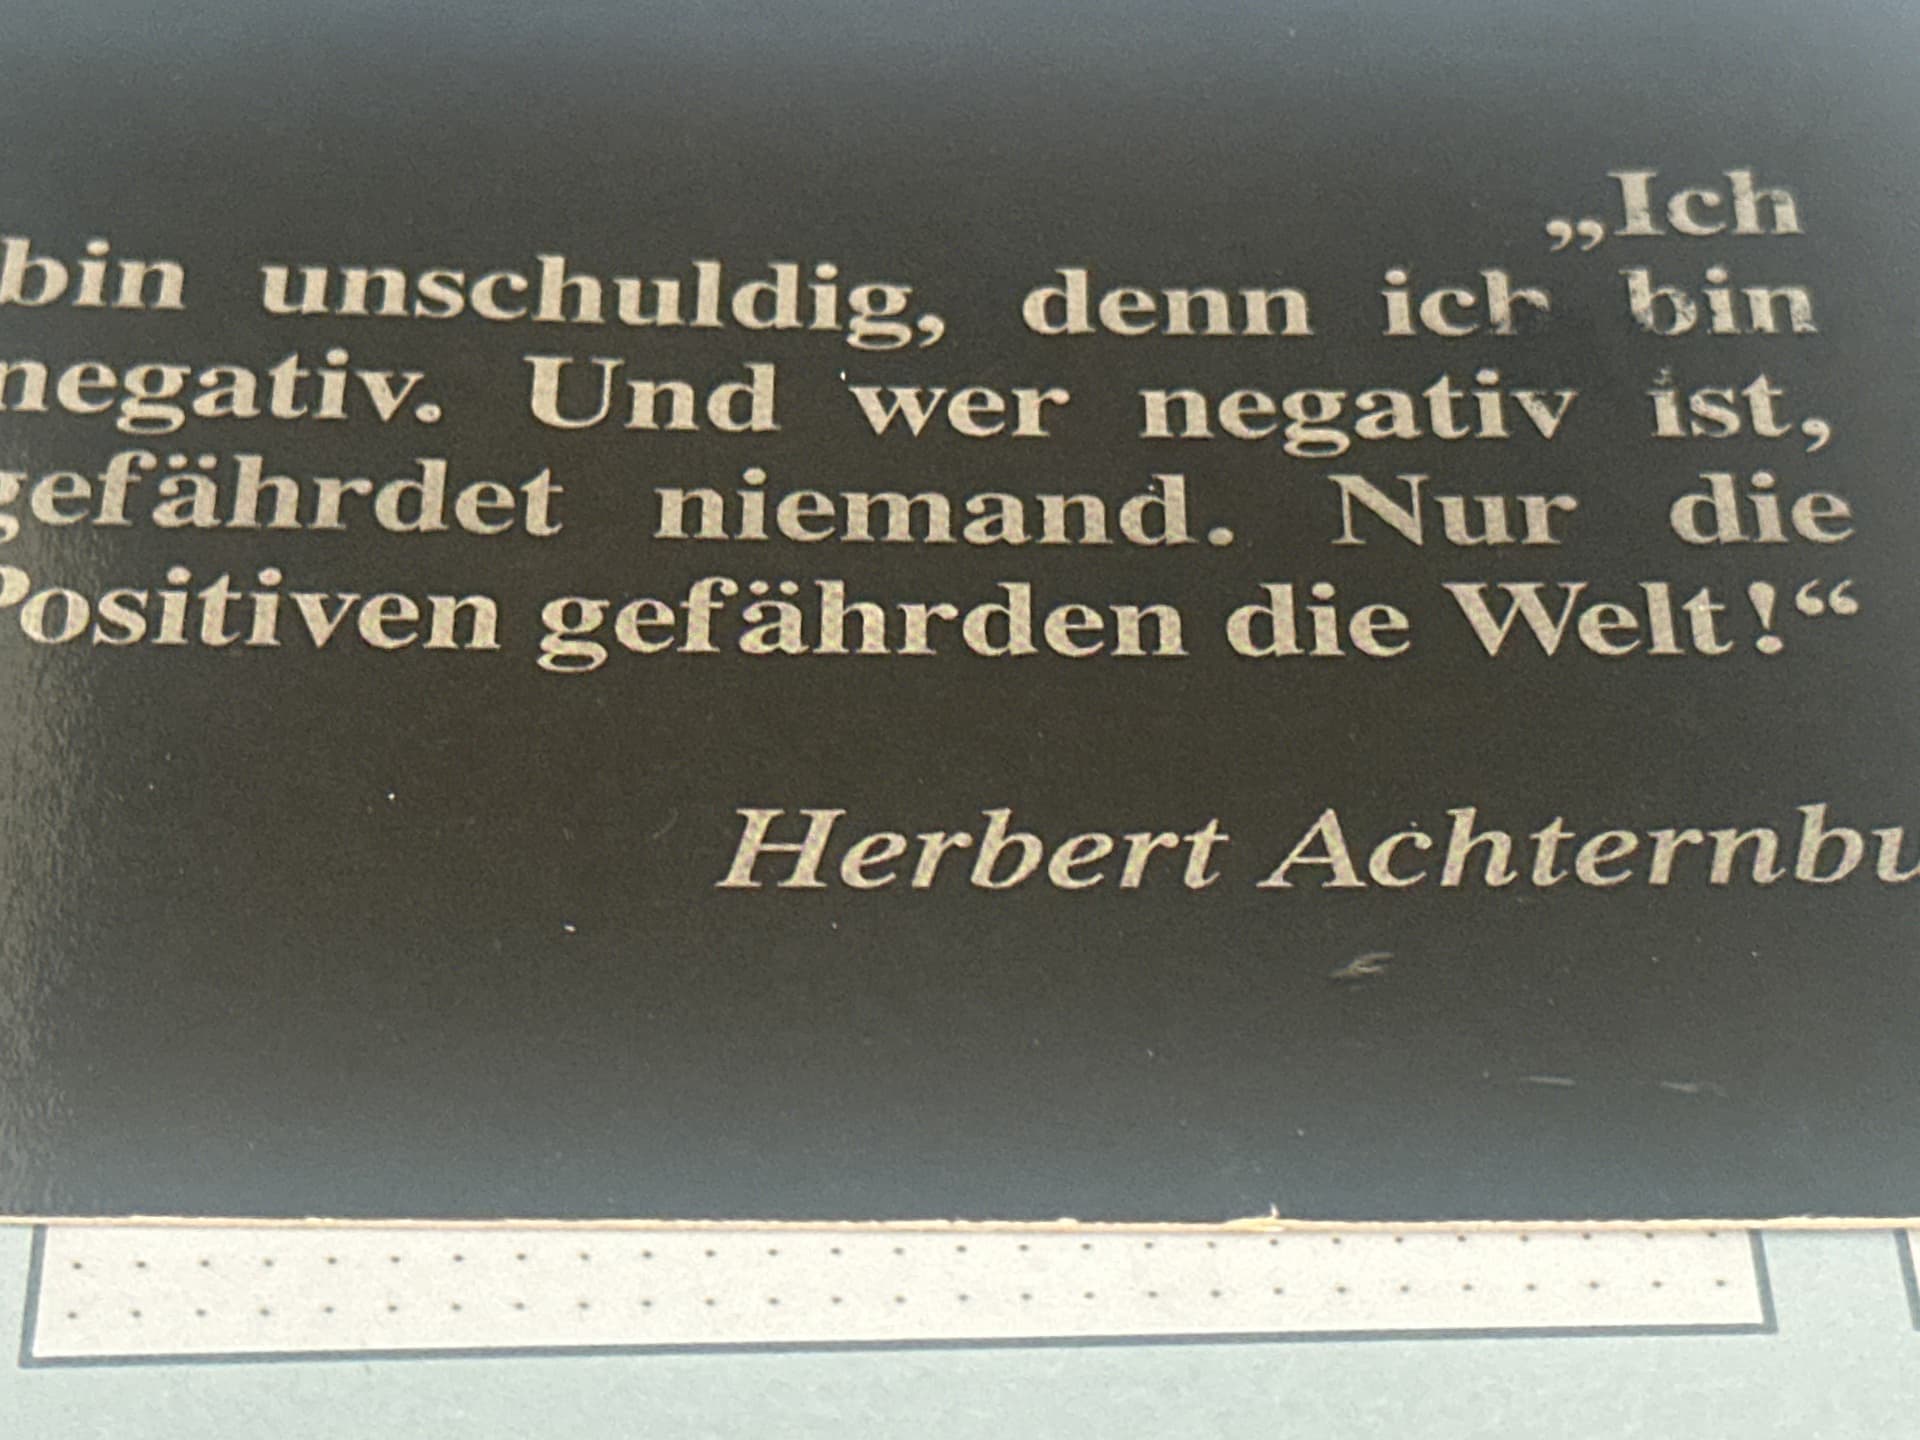 „Ich
bin unschuldig, denn ich bin
negativ. Und wer negativ ist,
gefährdet niemand. Nur die
Positiven gefährden die Welt!“
Herbert Achternbu